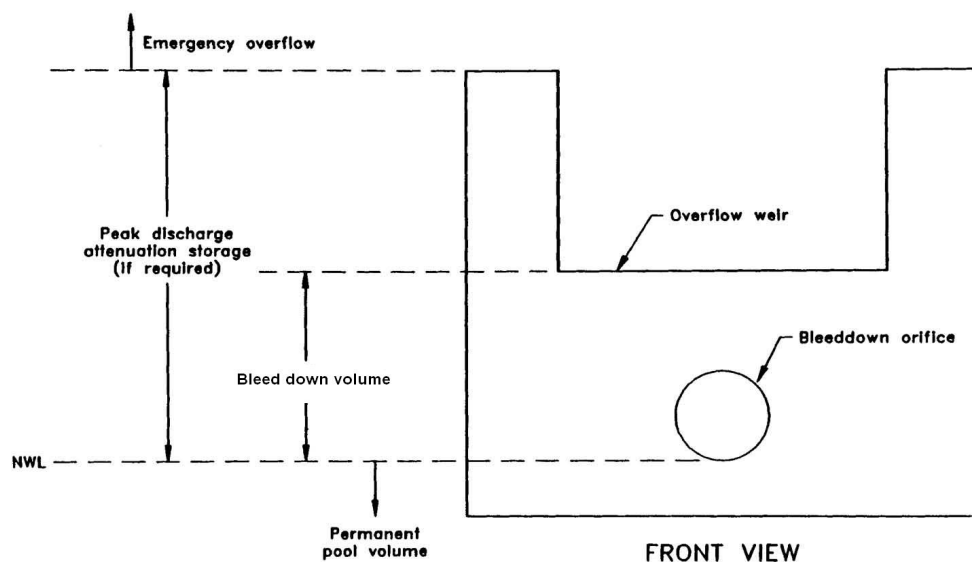 Emergency overflow
Peak discharge
attenuation storage
(if required)
Overflow weir
Bleeddown orifice
Bleed down volume
NWL
Permanent
pool volume
FRONT VIEW